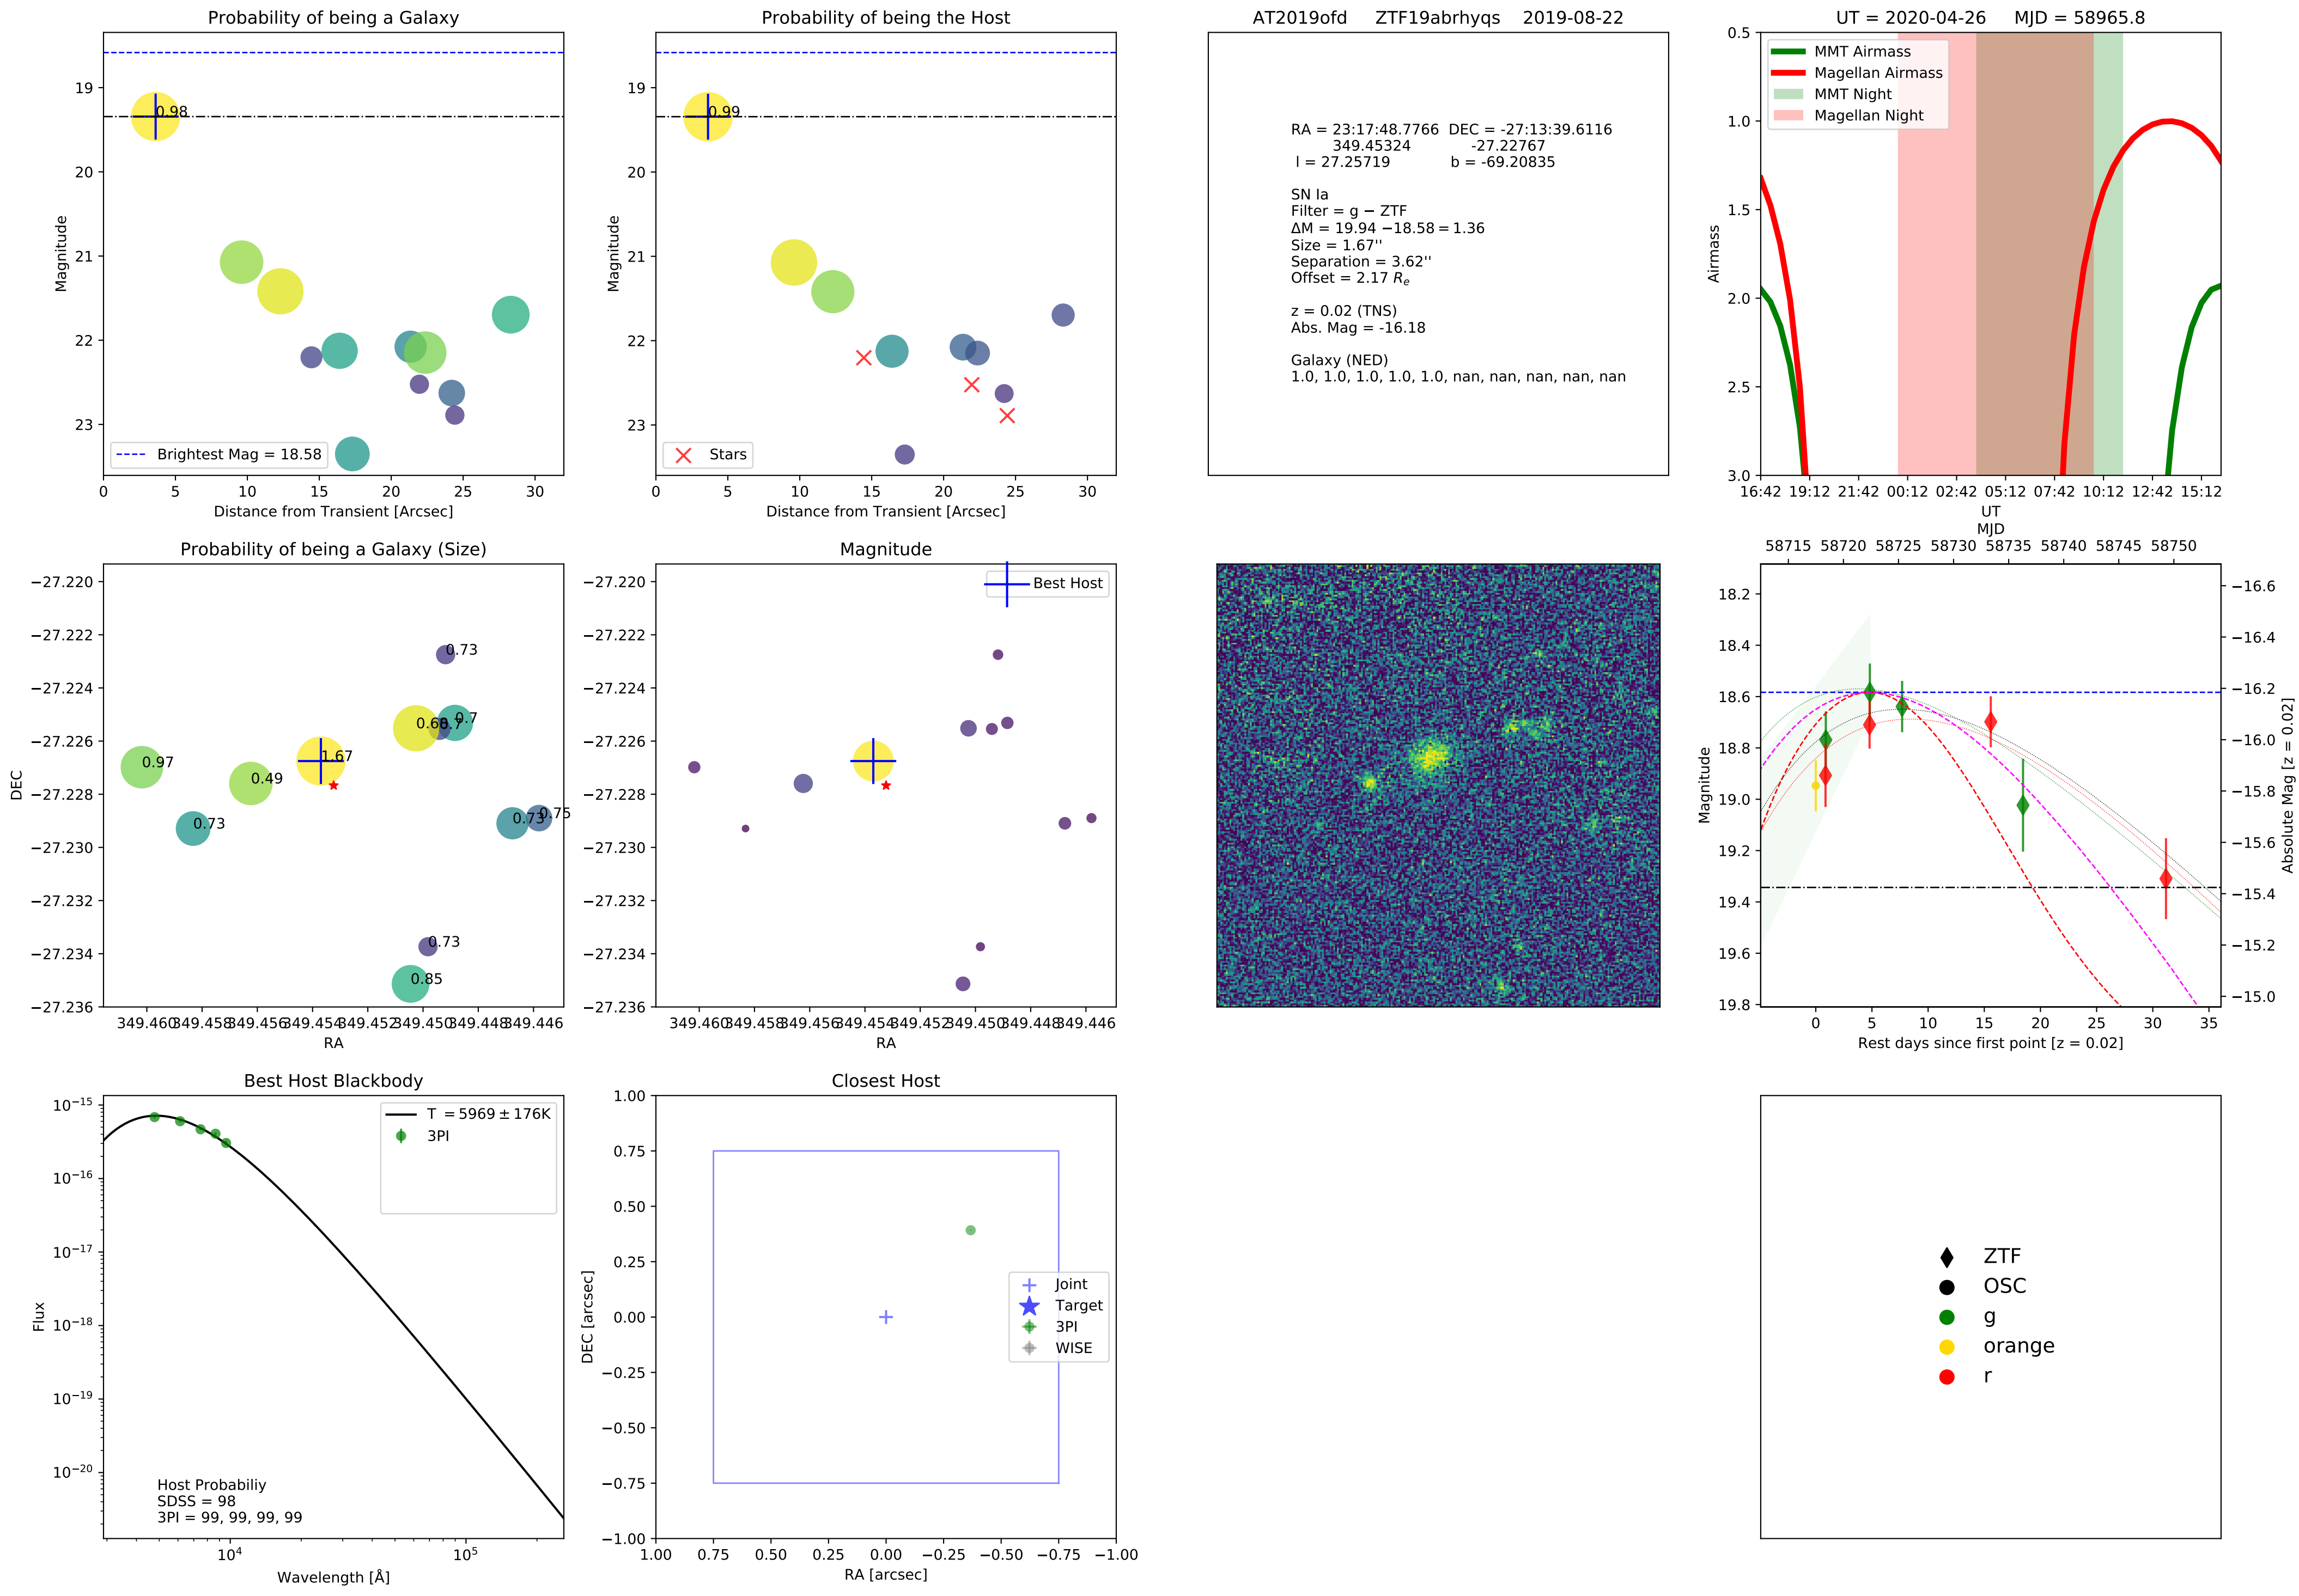 Probability of being a Galaxy
19
20
21
22
23
Magnitude
0.98
Brightest Mag = 18.58
0 5 10 15 20 25 30
Distance from Transient [Arcsec]
Probability of being the Host
19
20
21
22
23
Magnitude
0.99
Stars
0 5 10 15 20 25 30
Distance from Transient [Arcsec]
AT2019ofd ZTF19abrhyqs 2019-08-22
RA = 23:17:48.7766 DEC = -27:13:39.6116
349.45324 -27.22767
l = 27.25719 b = -69.20835
SN Ia
Filter = g − ZTF
ΔM = 19.94 −18.58 = 1.36
Size = 1.67''
Separation = 3.62''
Offset = 2.17 Re
z = 0.02 (TNS)
Abs. Mag = -16.18
Galaxy (NED)
1.0, 1.0, 1.0, 1.0, 1.0, nan, nan, nan, nan, nan
UT = 2020-04-26 MJD = 58965.8
0.5
1.0
1.5
2.0
2.5
3.0
Airmass
MMT Airmass
Magellan Airmass
MMT Night
Magellan Night
16:42 19:12 21:42 00:12 02:42 05:12 07:42 10:12 12:42 15:12
UT
Probability of being a Galaxy (Size)
−27.220
−27.222
−27.224
−27.226
−27.228
−27.230
−27.232
−27.234
−27.236
DEC
0.73
0.68
0.7
0.7
1.67
0.97
0.49
0.73
0.73
0.75
0.73
0.85
349.460 349.458 349.456 349.454 349.452 349.450 349.448 349.446
RA
Magnitude
Best Host
−27.220
−27.222
−27.224
−27.226
−27.228
−27.230
−27.232
−27.234
−27.236
349.460 349.458 349.456 349.454 349.452 349.450 349.448 349.446
RA
MJD
58715 58720 58725 58730 58735 58740 58745 58750
18.2
18.4
18.6
18.8
19.0
19.2
19.4
19.6
19.8
Magnitude
−16.6
−16.4
−16.2
−16.0
−15.8
−15.6
−15.4
−15.2
−15.0
Absolute Mag [z = 0.02]
0 5 10 15 20 25 30 35
Rest days since first point [z = 0.02]
Best Host Blackbody
10−15
10−16
10−17
10−18
10−19
10−20
Flux
T = 5969 ± 176K
3PI
Host Probabiliy
SDSS = 98
3PI = 99, 99, 99, 99
104 105
Wavelength [Å]
Closest Host
1.00
0.75
0.50
0.25
0.00
−0.25
−0.50
−0.75
−1.00
DEC [arcsec]
Joint
Target
3PI
WISE
1.00 0.75 0.50 0.25 0.00 −0.25 −0.50 −0.75 −1.00
RA [arcsec]
ZTF
OSC
g
orange
r